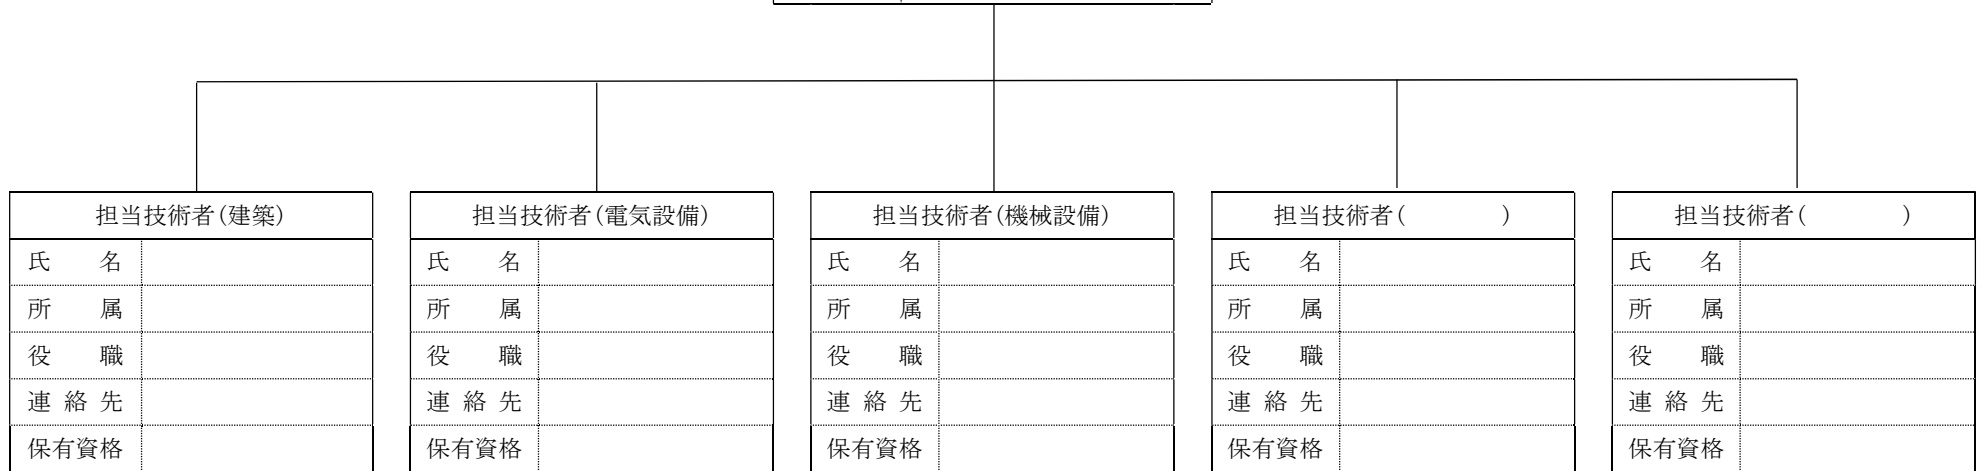 担当技術者(建築)
氏　　名
所　　属
役　　職
連 絡 先
保有資格
担当技術者(電気設備)
氏　　名
所　　属
役　　職
連 絡 先
保有資格
担当技術者(機械設備)
氏　　名
所　　属
役　　職
連 絡 先
保有資格
担当技術者(　　　　)
氏　　名
所　　属
役　　職
連 絡 先
保有資格
担当技術者(　　　　)
氏　　名
所　　属
役　　職
連 絡 先
保有資格